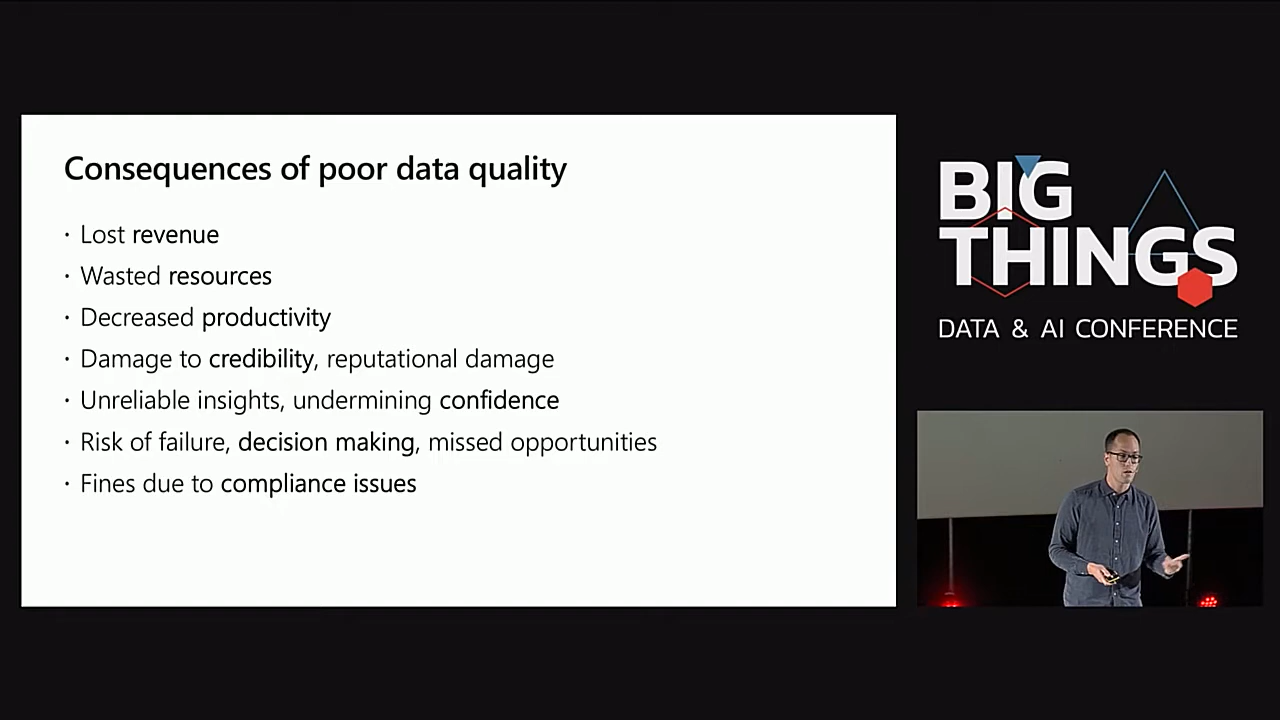 Consequences of poor data quality
· Lost revenue
· Wasted resources
· Decreased productivity
· Damage to credibility, reputational damage
· Unreliable insights, undermining confidence
· Risk of failure, decision making, missed opportunities
· Fines due to compliance issues
BIG
THINGS
DATA & AI CONFERENCE